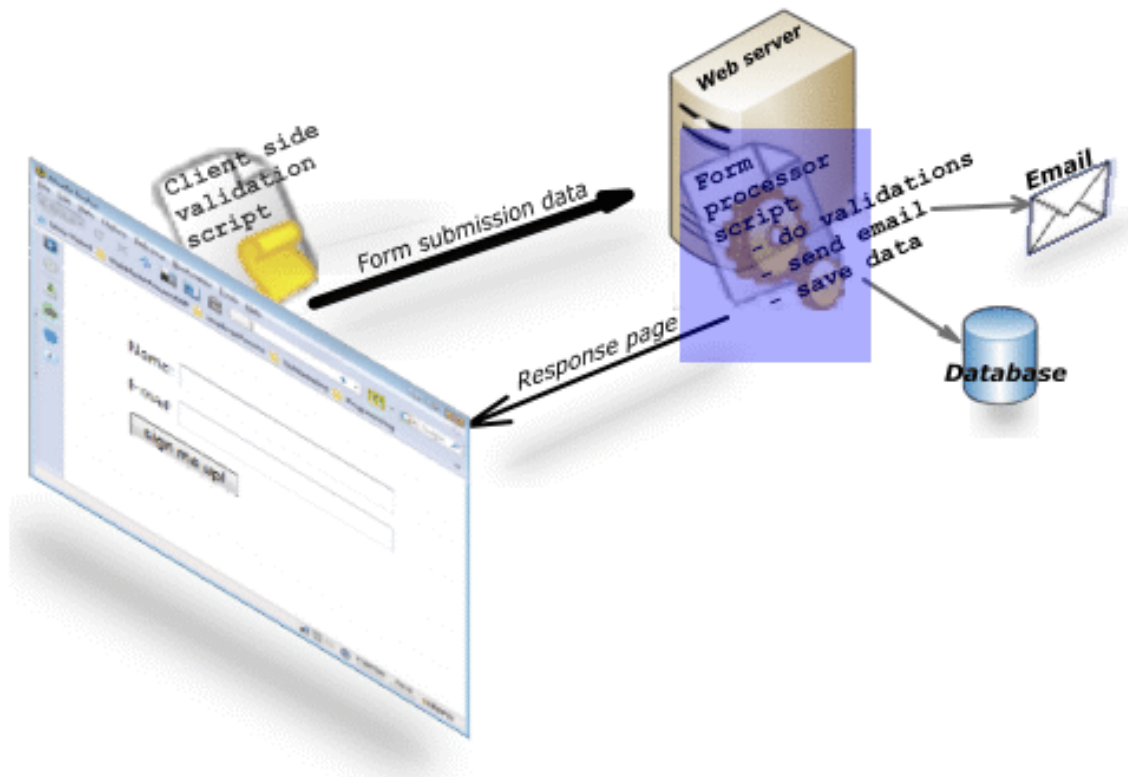 Web server
Client side
validation
script
Form submission data
Form
processor
script
- do validations
- send email
- save data
Email
Response page
Database
Name:
Email
sign me up!